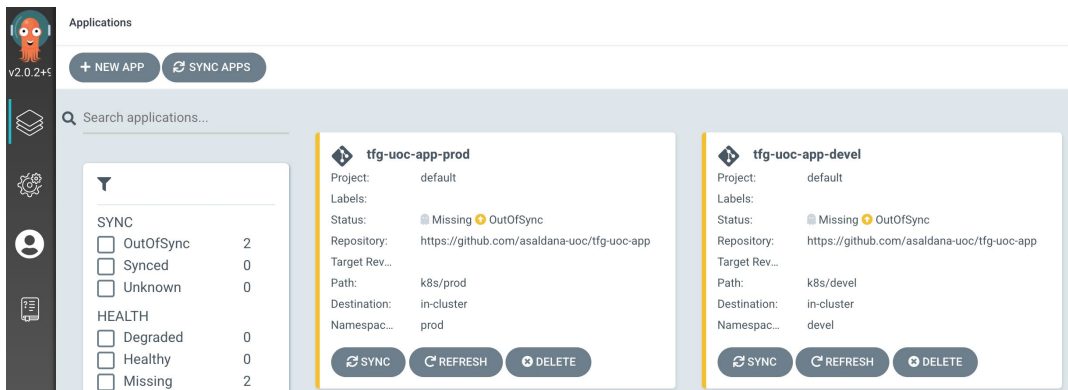 Applications
v2.0.2+9
+ NEW APP
SYNC APPS
Search applications...
SYNC
OutOfSync 2
Synced 0
Unknown 0
HEALTH
Degraded 0
Healthy 0
Missing 2
tfg-uoc-app-prod
Project: default
Labels:
Status: Missing OutOfSync
Repository: https://github.com/asaldana-uoc/tfg-uoc-app
Target Rev...
Path: k8s/prod
Destination: in-cluster
Namespac... prod
SYNC REFRESH DELETE
tfg-uoc-app-devel
Project: default
Labels:
Status: Missing OutOfSync
Repository: https://github.com/asaldana-uoc/tfg-uoc-app
Target Rev...
Path: k8s/devel
Destination: in-cluster
Namespac... devel
SYNC REFRESH DELETE